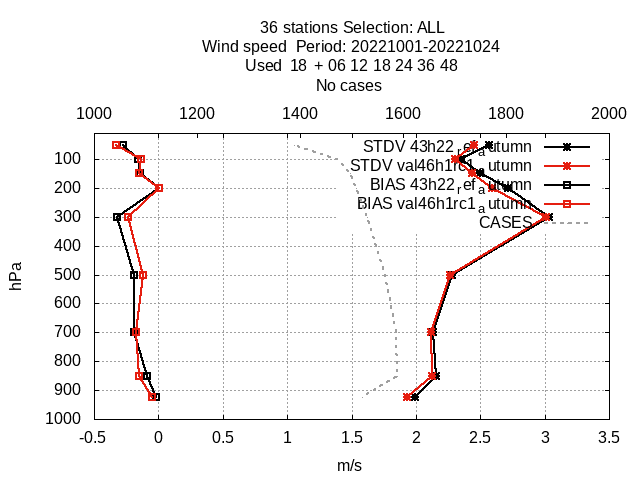 36 stations Selection: ALL
Wind speed  Period: 20221001-20221024
Used  18  + 06 12 18 24 36 48
No cases
1000 1200 1400 1600 1800 2000
STDV 43h22_ref_autumn
STDV val46h1rc1_autumn
BIAS 43h22_ref_autumn
BIAS val46h1rc1_autumn
CASES
100
200
300
400
500
600
700
800
900
1000
hPa
-0.5 0 0.5 1 1.5 2 2.5 3 3.5
m/s